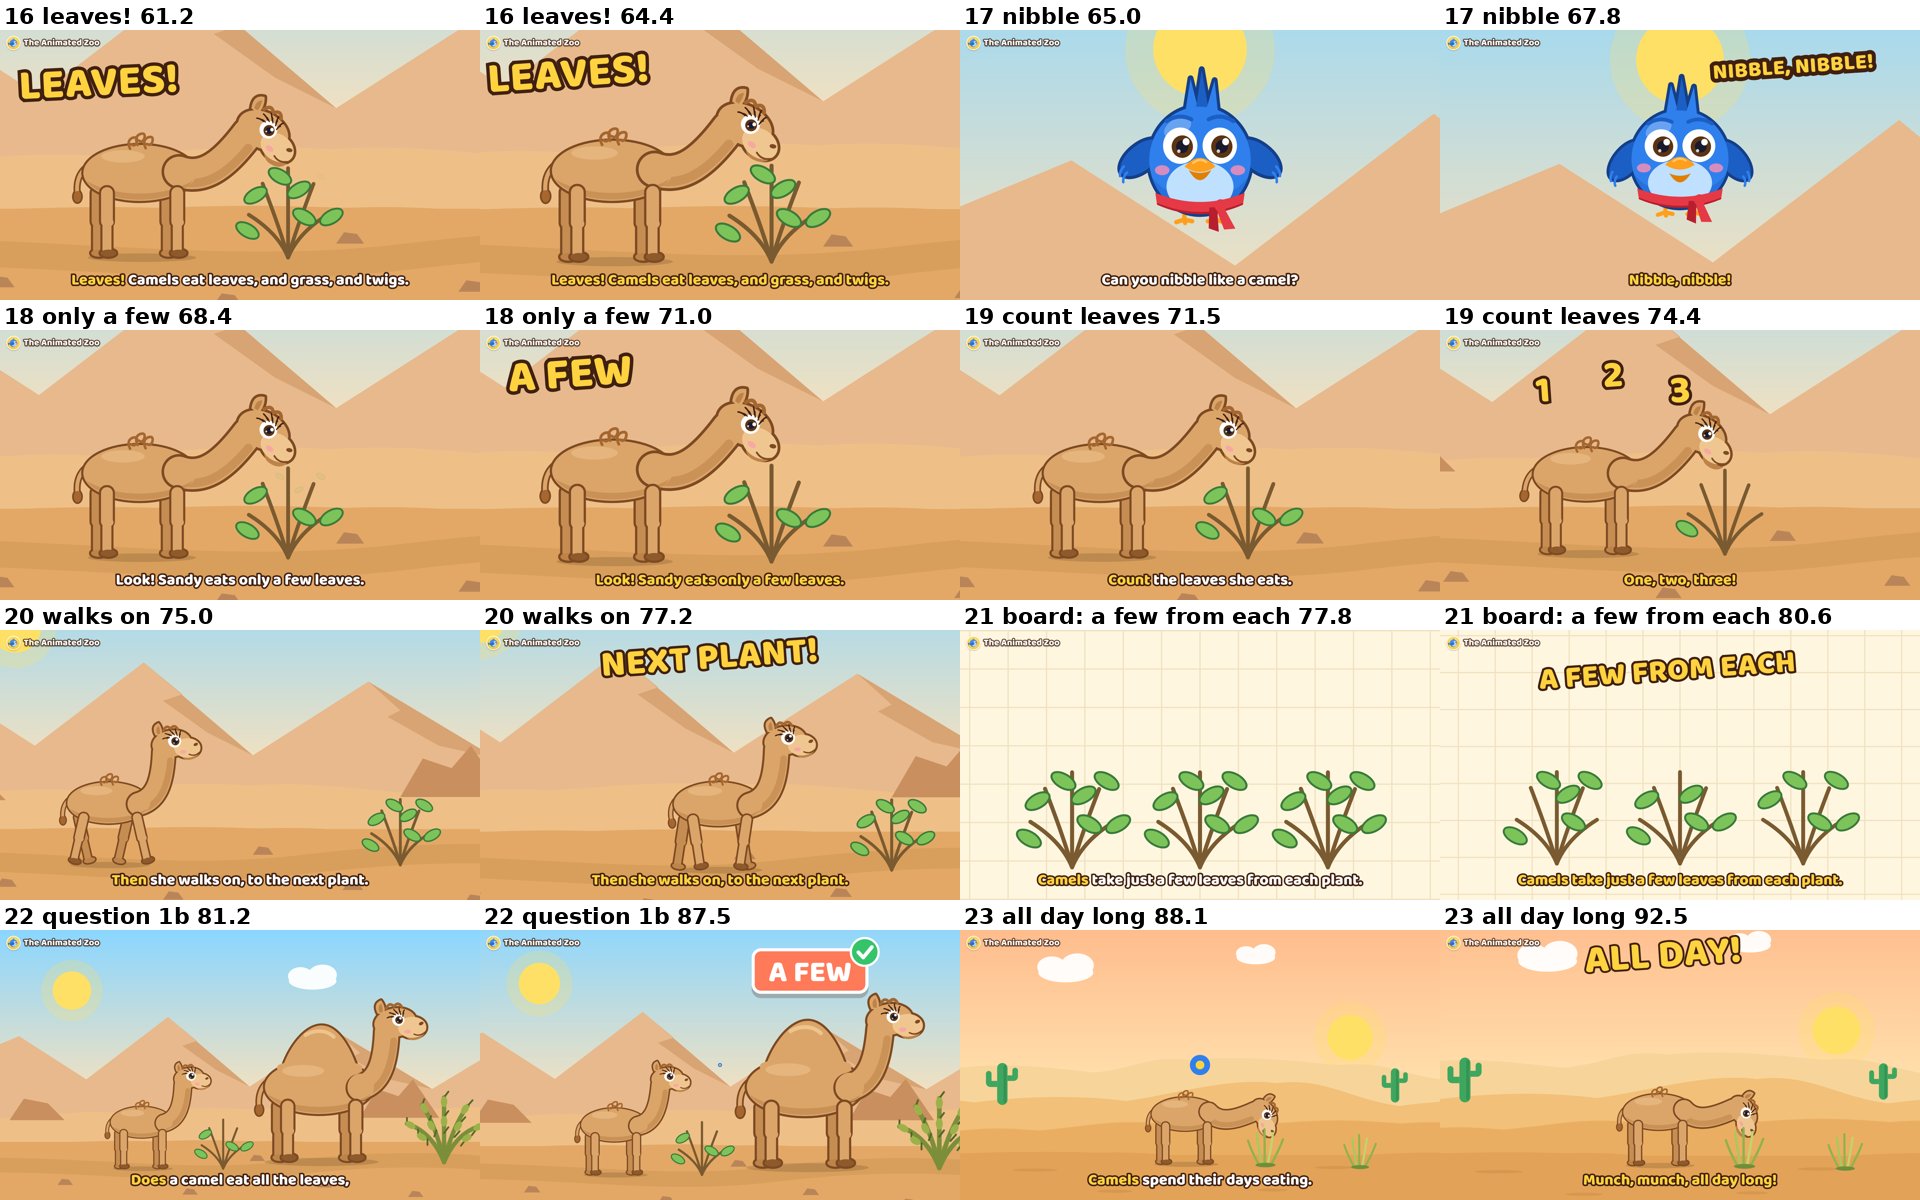 16 leaves! 61.2
The Animated Zoo
LEAVES!
Leaves! Camels eat leaves, and grass, and twigs.
16 leaves! 64.4
The Animated Zoo
LEAVES!
Leaves! Camels eat leaves, and grass, and twigs.
17 nibble 65.0
The Animated Zoo
Can you nibble like a camel?
17 nibble 67.8
The Animated Zoo
NIBBLE, NIBBLE!
Nibble, nibble!
18 only a few 68.4
The Animated Zoo
Look! Sandy eats only a few leaves.
18 only a few 71.0
The Animated Zoo
A FEW
Look! Sandy eats only a few leaves.
19 count leaves 71.5
The Animated Zoo
Count the leaves she eats.
19 count leaves 74.4
The Animated Zoo
1 2 3
One, two, three!
20 walks on 75.0
The Animated Zoo
Then she walks on, to the next plant.
20 walks on 77.2
The Animated Zoo
NEXT PLANT!
Then she walks on, to the next plant.
21 board: a few from each 77.8
The Animated Zoo
Camels take just a few leaves from each plant.
21 board: a few from each 80.6
The Animated Zoo
A FEW FROM EACH
Camels take just a few leaves from each plant.
22 question 1b 81.2
The Animated Zoo
Does a camel eat all the leaves,
22 question 1b 87.5
The Animated Zoo
A FEW
23 all day long 88.1
The Animated Zoo
Camels spend their days eating.
23 all day long 92.5
The Animated Zoo
ALL DAY!
Munch, munch, all day long!